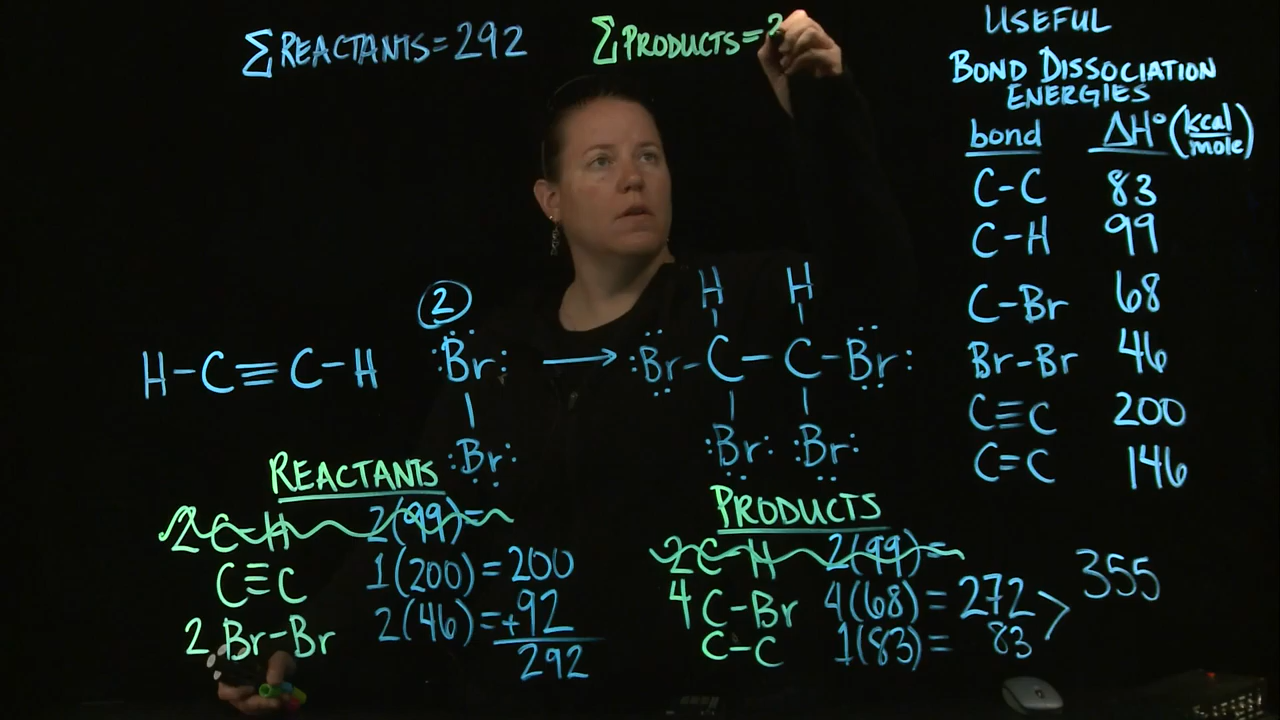 ∑ REACTANTS = 292
∑ PRODUCTS =
USEFUL
BOND DISSOCIATION
ENERGIES
bond ΔH° (kcal/mole)
C-C 83
C-H 99
C-Br 68
Br-Br 46
C≡C 200
C=C 146
2
H H
H-C≡C-H :Br: → :Br-C-C-Br:
:Br: :Br: :Br:
REACTANTS
2 C-H 2(99)=
C≡C 1(200)=200
2 Br-Br 2(46)=+92
292
PRODUCTS
2 C-H 2(99)=
4 C-Br 4(68)=272
C-C 1(83)= 83
> 355